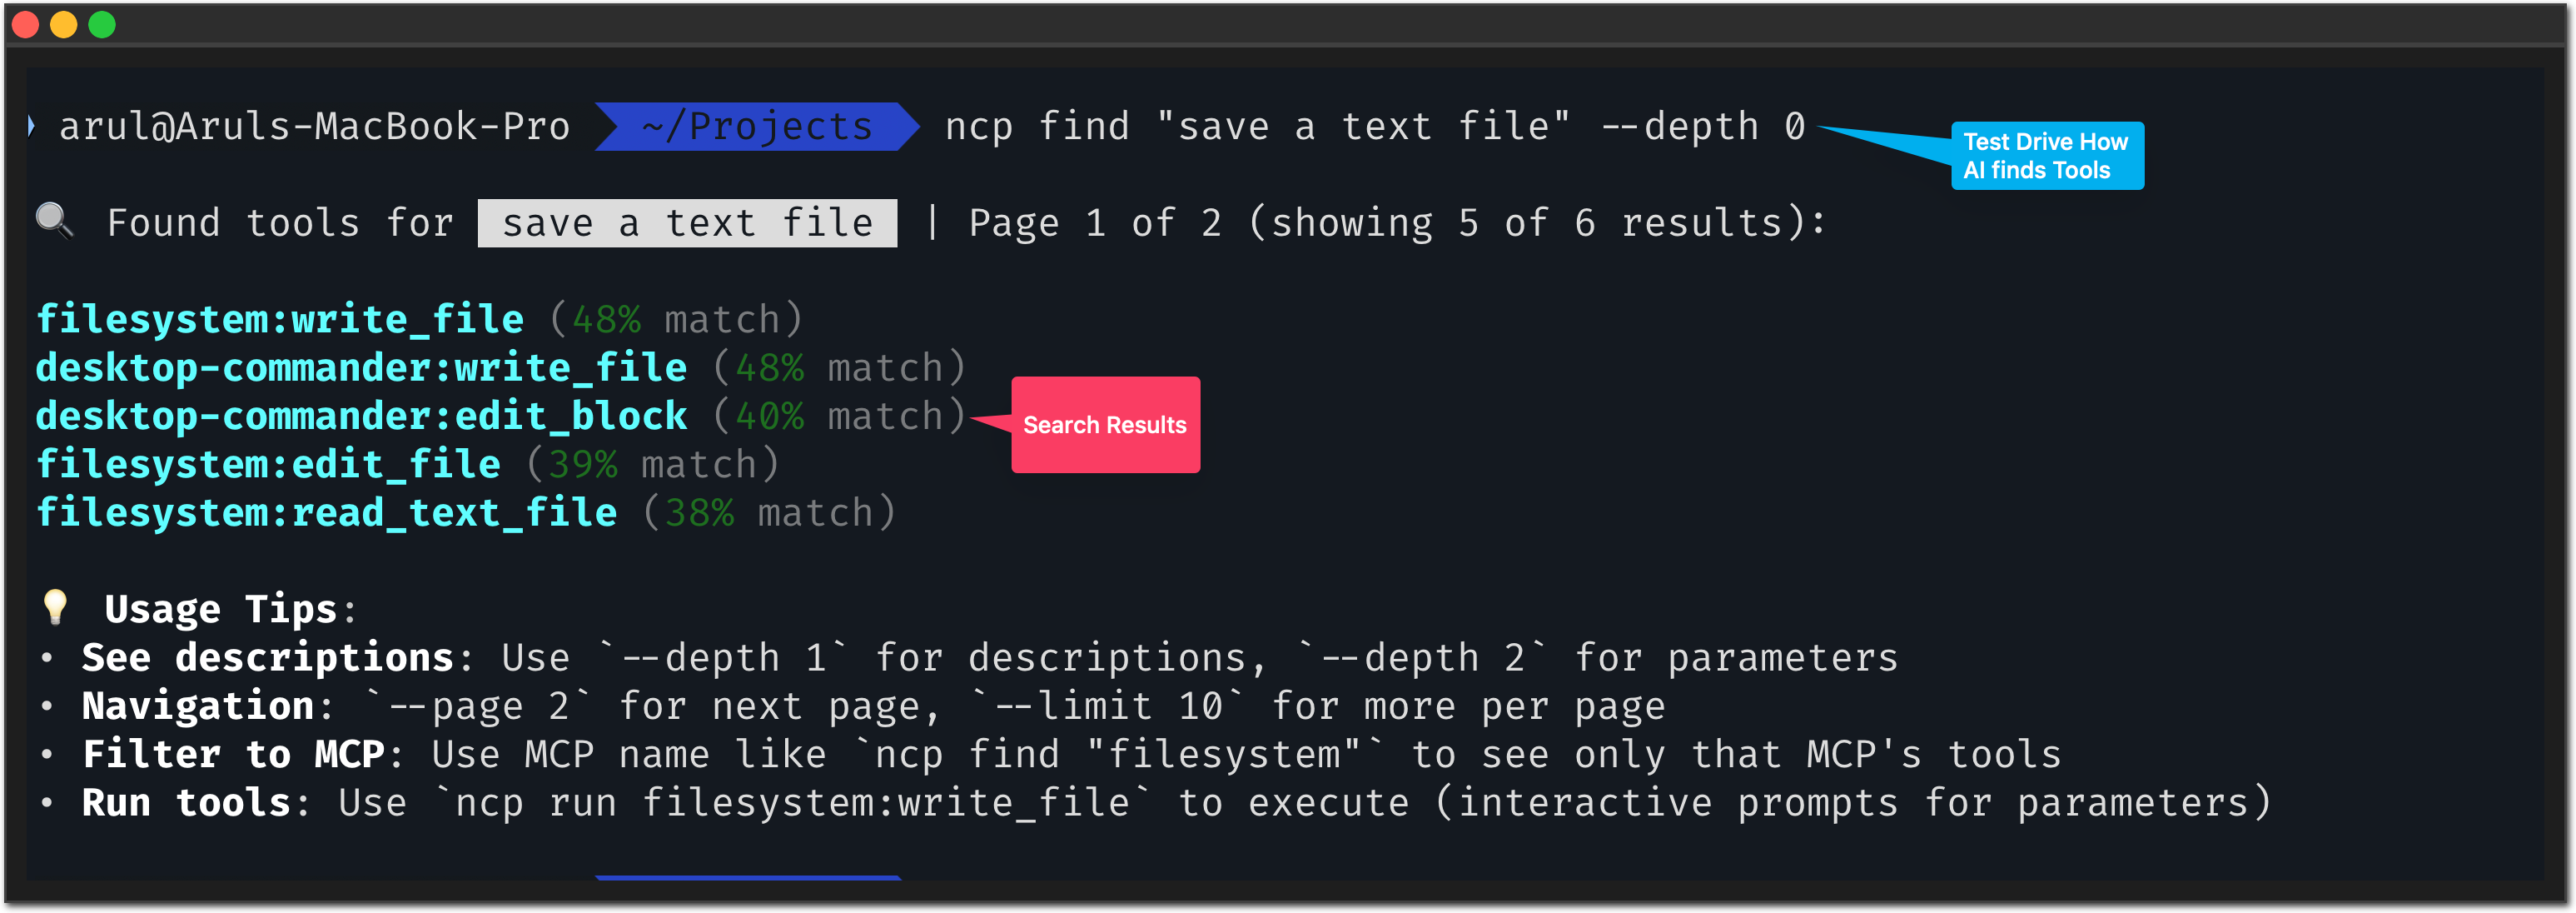 arul@Aruls-MacBook-Pro ~/Projects ncp find "save a text file" --depth 0
Test Drive How
AI finds Tools
Found tools for save a text file | Page 1 of 2 (showing 5 of 6 results):
filesystem:write_file (48% match)
desktop-commander:write_file (48% match)
desktop-commander:edit_block (40% match)
Search Results
filesystem:edit_file (39% match)
filesystem:read_text_file (38% match)
Usage Tips:
• See descriptions: Use `--depth 1` for descriptions, `--depth 2` for parameters
• Navigation: `--page 2` for next page, `--limit 10` for more per page
• Filter to MCP: Use MCP name like `ncp find "filesystem"` to see only that MCP's tools
• Run tools: Use `ncp run filesystem:write_file` to execute (interactive prompts for parameters)